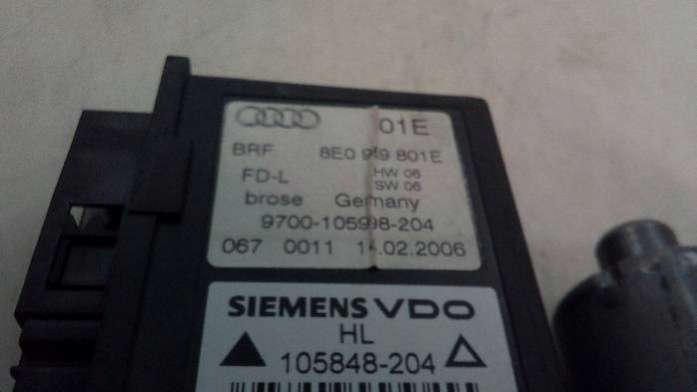 01E
BRF 8E0 959 801E
FD-L HW 06
SW 06
brose Germany
9700-105998-204
067 0011 14.02.2006
SIEMENS VDO
HL
105848-204